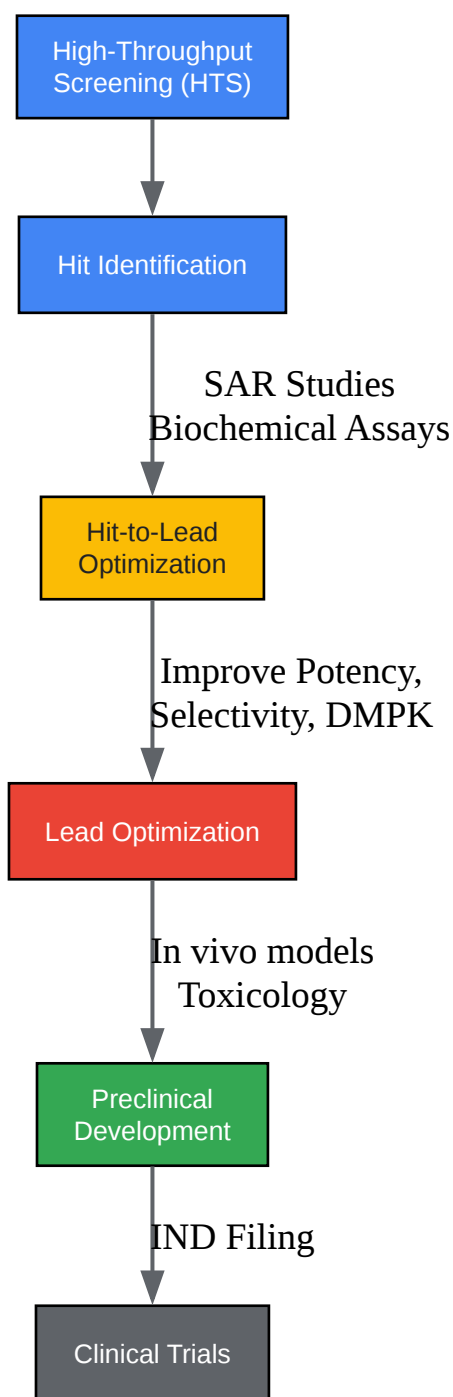 High-Throughput
Screening (HTS)
Hit Identification
SAR Studies
Biochemical Assays
Hit-to-Lead
Optimization
Improve Potency,
Selectivity, DMPK
Lead Optimization
In vivo models
Toxicology
Preclinical
Development
IND Filing
Clinical Trials